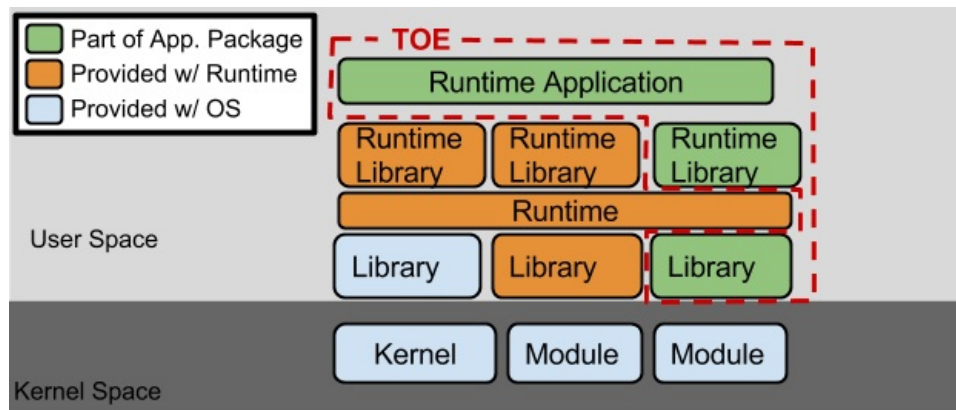 Part of App. Package
Provided w/ Runtime
Provided w/ OS
TOE
Runtime Application
Runtime
Library
Runtime
Library
Runtime
Library
Runtime
User Space
Library
Library
Library
Kernel
Module
Module
Kernel Space